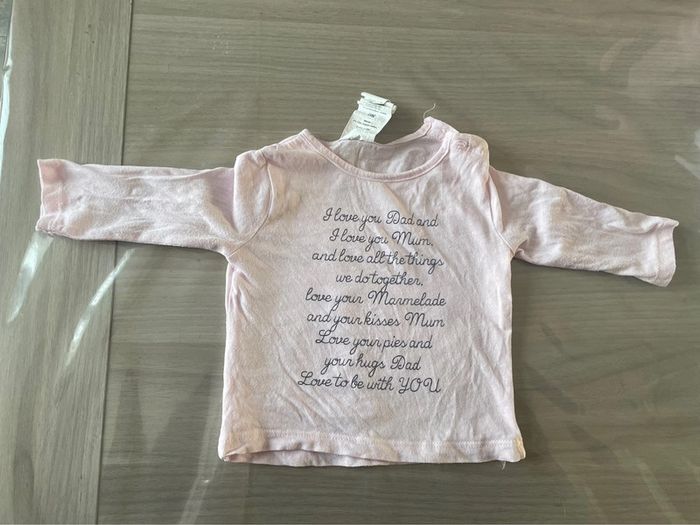 I love you Dad and
I love you Mum,
and love all the things
we do together,
love your Marmelade
and your kisses Mum
Love your pies and
your hugs Dad
Love to be with YOU